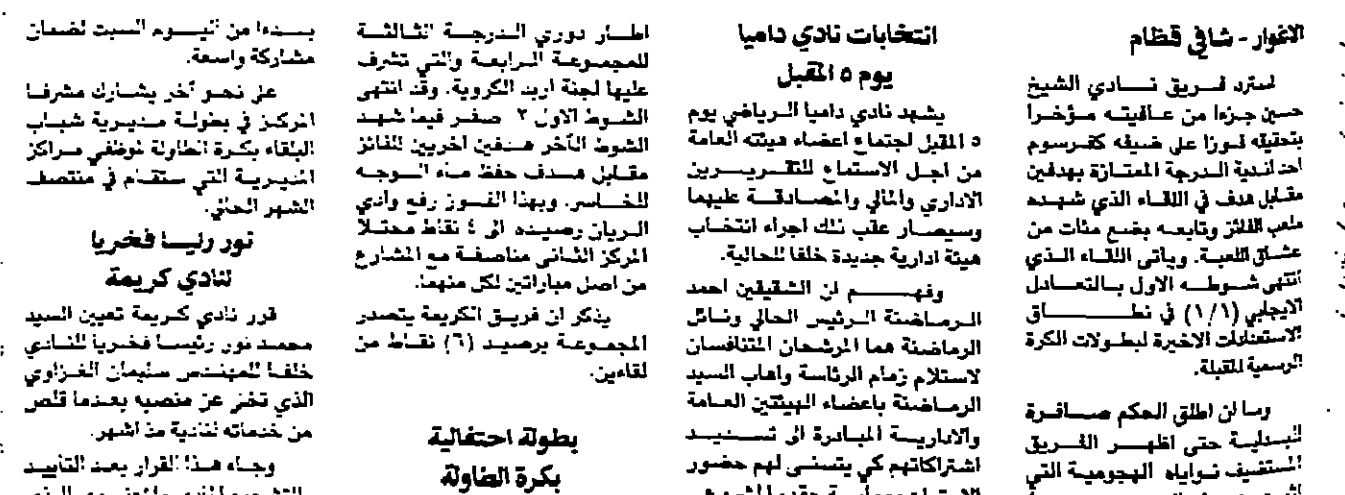 الاغوار - شافي قطام
استرد فريق نادي الشيخ
حسين جزءا من عافيته مؤخرا
بتحقيقه فوزا على ضيفه كفرسوم
احد اندية الدرجة الممتازة بهدفين
مقابل هدف في اللقاء الذي شهده
ملعب الفائز وتابعه بضع مئات من
عشاق اللعبة. وياتى اللقاء الذي
انتهى شوطه الاول بالتعادل
الايجابي (١/١) في نطاق
الاستعدادات الاخيرة لبطولات الكرة
الرسمية المقبلة.
وما ان اطلق الحكم صافرة
البداية حتى اظهر الفريق
المستضيف نواياه الهجومية التي
انتخابات نادي داميا
يوم ٥ المقبل
يشهد نادي داميا الرياضي يوم
٥ المقبل اجتماع اعضاء هيئته العامة
من اجل الاستماع للتقريرين
الاداري والمالي والمصادقة عليهما
وسيصار عقب ذلك اجراء انتخاب
هيئة ادارية جديدة خلفا للحالية.
وفهم ان الشقيقين احمد
الرماضنة الرئيس الحالي ونائل
الرماضنة هما المرشحان المتنافسان
لاستلام زمام الرئاسة واهاب السيد
الرماضنة باعضاء الهيئتين العامة
والادارية المبادرة الى تسديد
اشتراكاتهم كي يتسنى لهم حضور
اطار دوري الدرجة الثالثة
للمجموعة الرابعة والتي تشرف
عليها لجنة اربد الكروية. وقد انتهى
الشوط الاول ٢ صفر فيما شهد
الشوط الآخر هدفين اخريين للفائز
مقابل هدف حفظ ماء الوجه
للخاسر. وبهذا الفوز رفع وادي
الريان رصيده الى ٤ نقاط محتلا
المركز الثاني مناصفة مع المشارع
من اصل مباراتين لكل منهما.
يذكر ان فريق الكريمة يتصدر
المجموعة برصيد (٦) نقاط من
لقاءين.
بطولة احتفالية
بكرة الطاولة
بدءا من اليوم السبت لضمان
مشاركة واسعة.
على نحو آخر يشارك مشرفا
المركز في بطولة مديرية شباب
البلقاء بكرة الطاولة لموظفي مراكز
المديرية التي ستقام في منتصف
الشهر الحالي.
نور رئيسا فخريا
لنادي كريمة
قرر نادي كريمة تعيين السيد
محمد نور رئيسا فخريا للنادي
خلفا للمهندس سليمان الغزاوي
الذي تخلى عن منصبه بعدما قلص
من خدماته لنادية منذ اشهر.
وجاء هذا القرار بعد التأييد